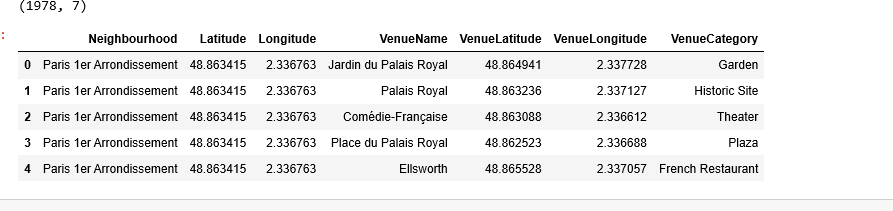 (1978, 7)
Neighbourhood Latitude Longitude VenueName VenueLatitude VenueLongitude VenueCategory
0 Paris 1er Arrondissement 48.863415 2.336763 Jardin du Palais Royal 48.864941 2.337728 Garden
1 Paris 1er Arrondissement 48.863415 2.336763 Palais Royal 48.863236 2.337127 Historic Site
2 Paris 1er Arrondissement 48.863415 2.336763 Comédie-Française 48.863088 2.336612 Theater
3 Paris 1er Arrondissement 48.863415 2.336763 Place du Palais Royal 48.862523 2.336688 Plaza
4 Paris 1er Arrondissement 48.863415 2.336763 Ellsworth 48.865528 2.337057 French Restaurant